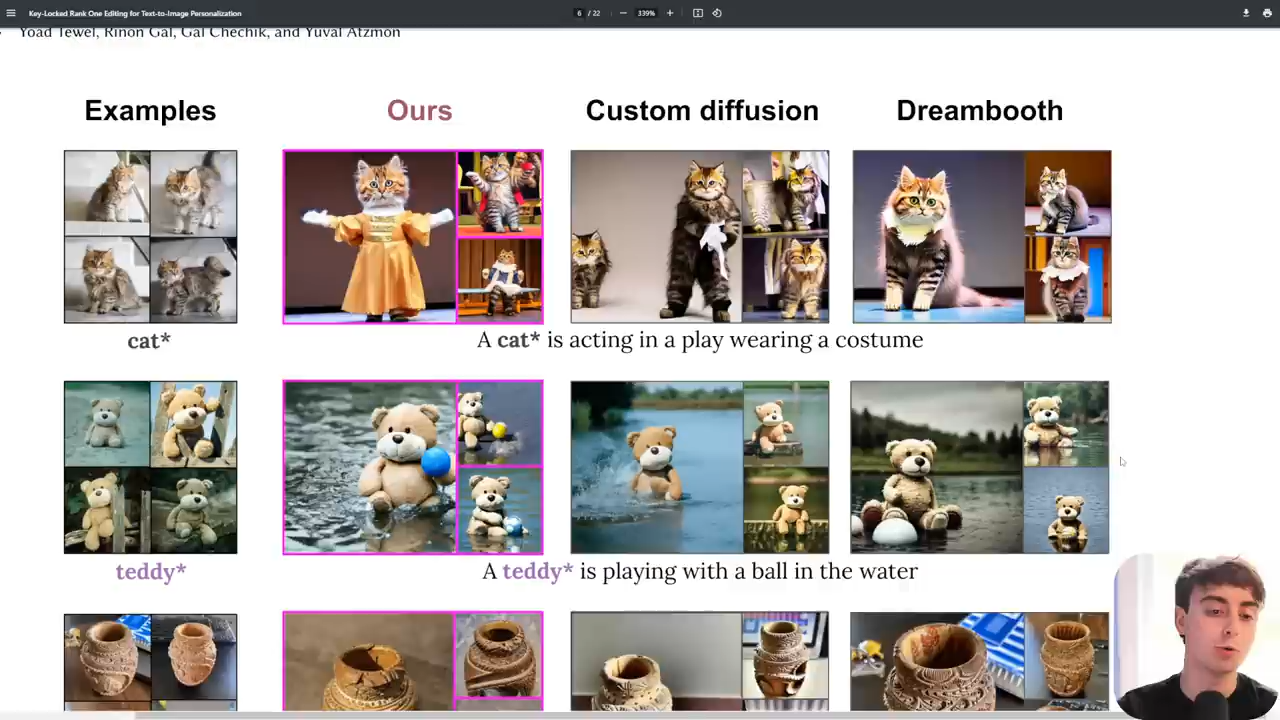 Key-Locked Rank One Editing for Text-to-Image Personalization
6 / 22
339%
Yoad Tewel, Rinon Gal, Gal Chechik, and Yuval Atzmon
Examples
Ours
Custom diffusion
Dreambooth
cat*
A cat* is acting in a play wearing a costume
teddy*
A teddy* is playing with a ball in the water